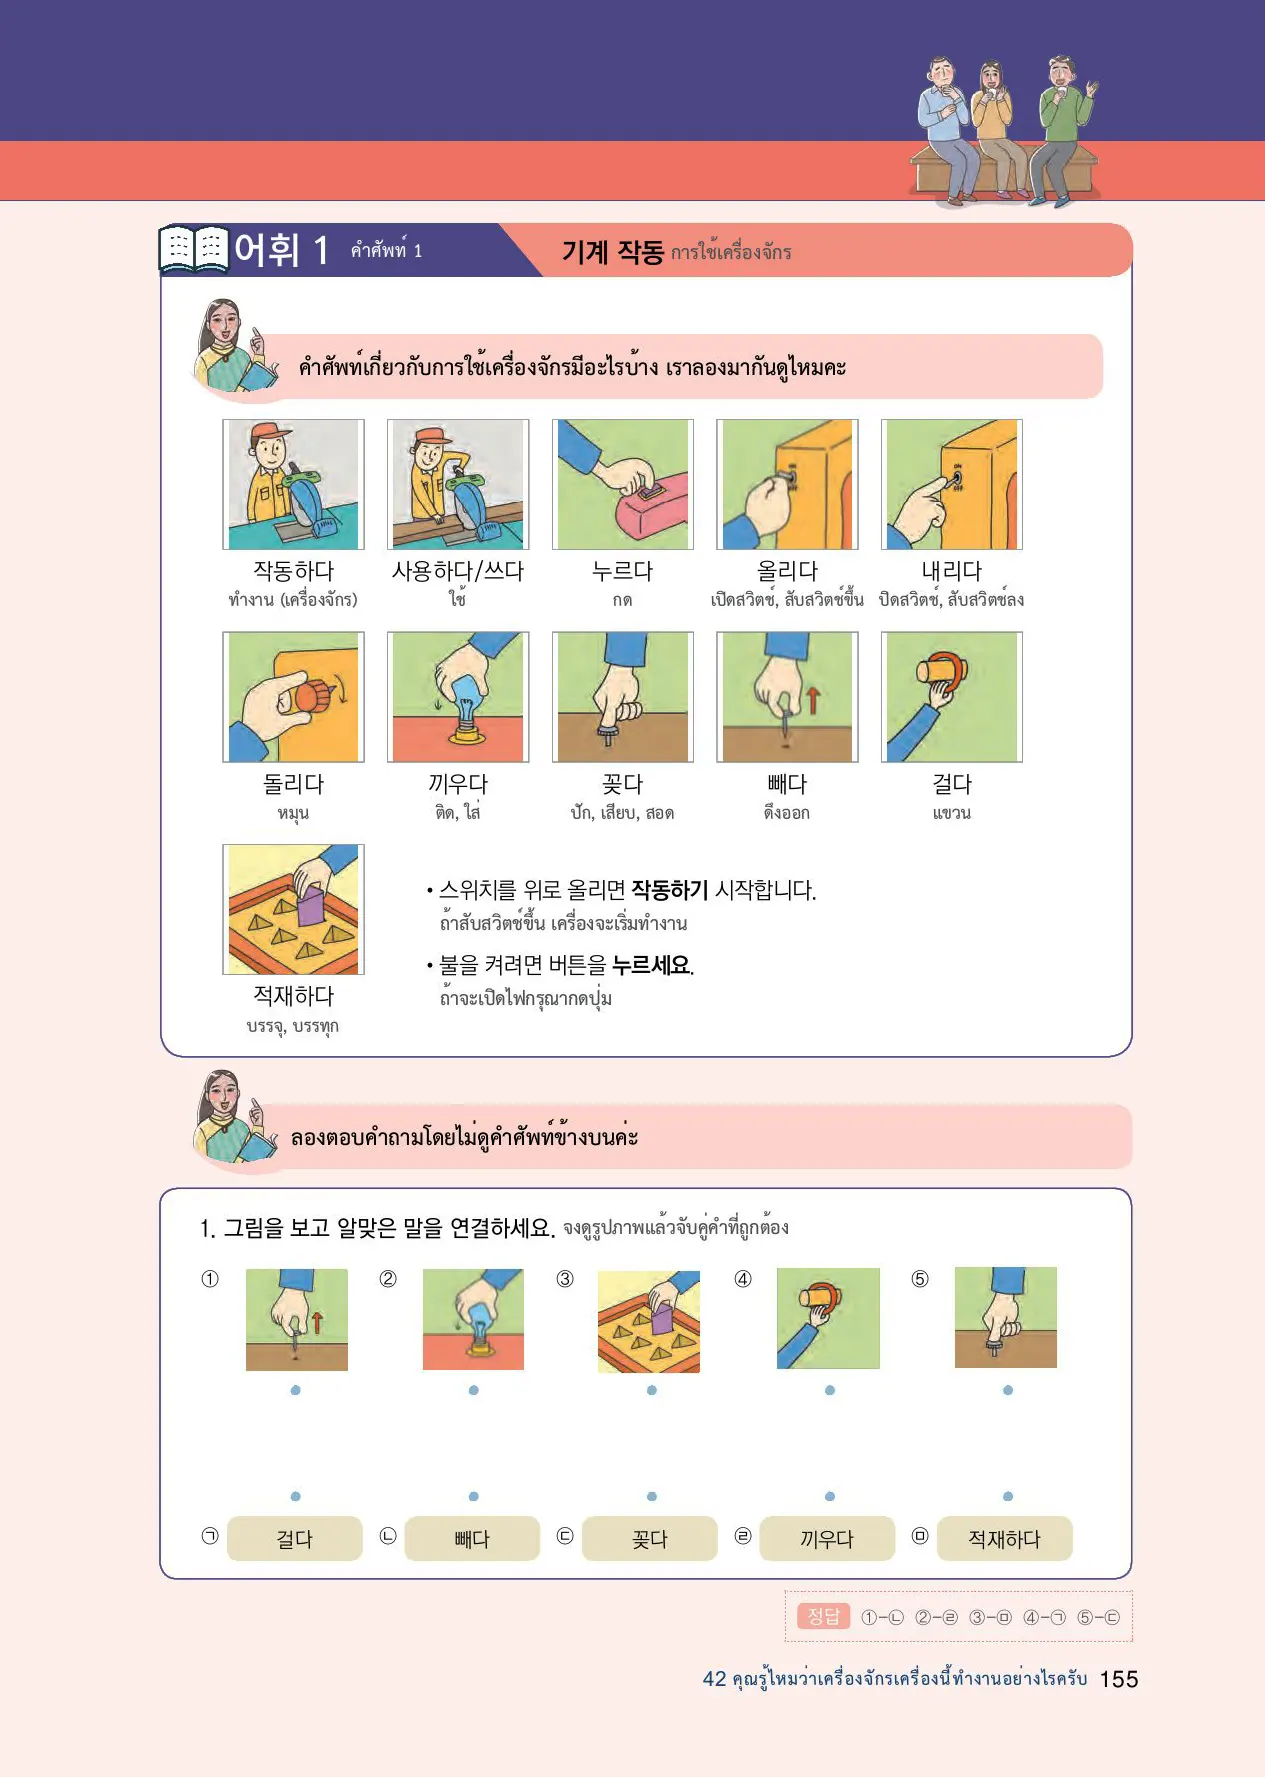 어휘 1 คำศัพท์ 1 기계 작동 การใช้เครื่องจักร
คำศัพท์เกี่ยวกับการใช้เครื่องจักรมีอะไรบ้าง เราลองมากันดูไหมคะ
작동하다 사용하다/쓰다 누르다 올리다 내리다
ทำงาน (เครื่องจักร) ใช้ กด เปิดสวิตช์, สับสวิตช์ขึ้น ปิดสวิตช์, สับสวิตช์ลง
돌리다 끼우다 꽂다 빼다 걸다
หมุน ติด, ใส่ ปัก, เสียบ, สอด ดึงออก แขวน
• 스위치를 위로 올리면 작동하기 시작합니다.
ถ้าสับสวิตช์ขึ้น เครื่องจะเริ่มทำงาน
• 불을 켜려면 버튼을 누르세요.
ถ้าจะเปิดไฟกรุณากดปุ่ม
적재하다
บรรจุ, บรรทุก
ลองตอบคำถามโดยไม่ดูคำศัพท์ข้างบนค่ะ
1. 그림을 보고 알맞은 말을 연결하세요. จงดูรูปภาพแล้วจับคู่คำที่ถูกต้อง
① ② ③ ④ ⑤
㉠ 걸다 ㉡ 빼다 ㉢ 꽂다 ㉣ 끼우다 ㉤ 적재하다
정답 ①-㉡ ②-㉣ ③-㉤ ④-㉠ ⑤-㉢
42 คุณรู้ไหมว่าเครื่องจักรเครื่องนี้ทำงานอย่างไรครับ 155